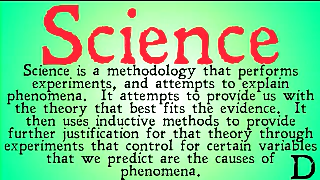 Science
Science is a methodology that performs
experiments, and attempts to explain
phenomena. It attempts to provide us with
the theory that best fits the evidence. It
then uses inductive methods to provide
further justification for that theory through
experiments that control for certain variables
that we predict are the causes of
phenomena.
D